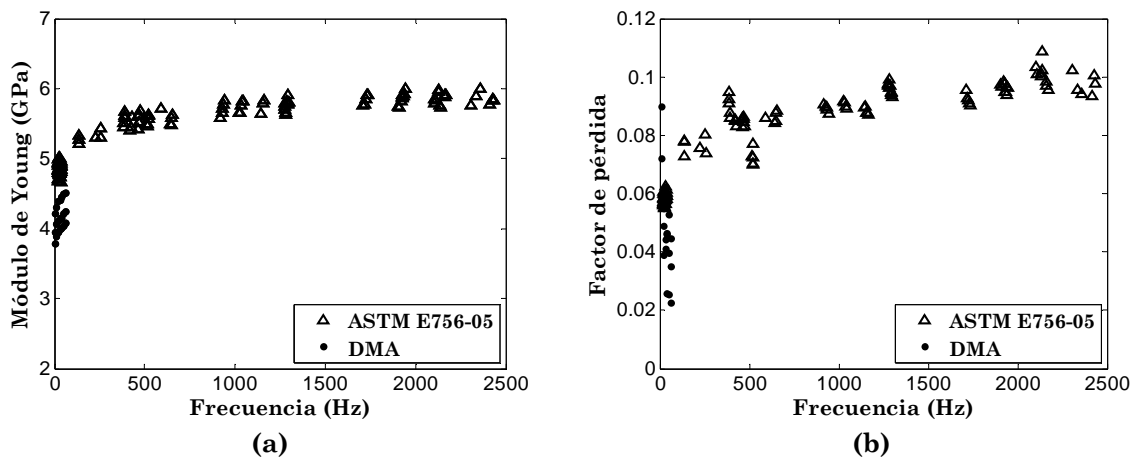 7
6
5
4
3
2
0
500
1000
1500
2000
2500
Módulo de Young (GPa)
Frecuencia (Hz)
ASTM E756-05
DMA
(a)
0.12
0.1
0.08
0.06
0.04
0.02
0
0
500
1000
1500
2000
2500
Factor de pérdida
Frecuencia (Hz)
ASTM E756-05
DMA
(b)